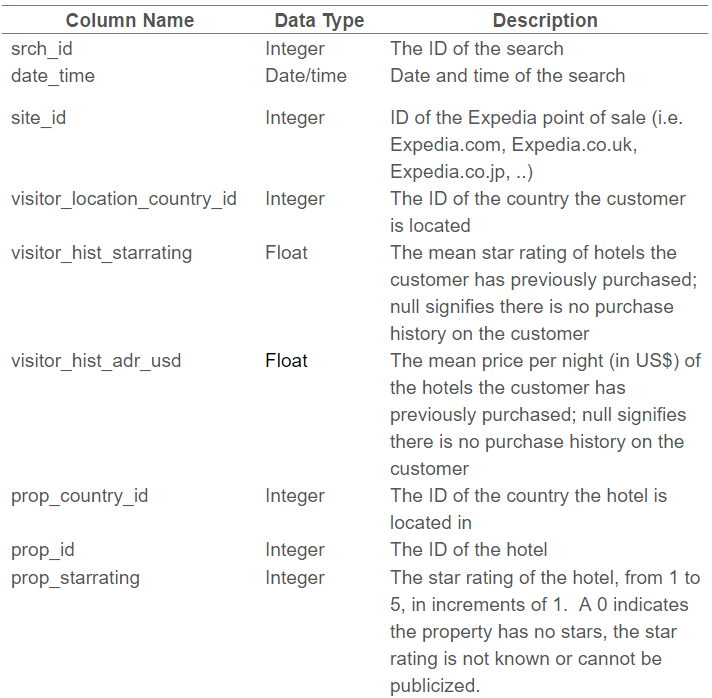 Column Name Data Type Description
srch_id Integer The ID of the search
date_time Date/time Date and time of the search
site_id Integer ID of the Expedia point of sale (i.e.
Expedia.com, Expedia.co.uk,
Expedia.co.jp, ..)
visitor_location_country_id Integer The ID of the country the customer
is located
visitor_hist_starrating Float The mean star rating of hotels the
customer has previously purchased;
null signifies there is no purchase
history on the customer
visitor_hist_adr_usd Float The mean price per night (in US$) of
the hotels the customer has
previously purchased; null signifies
there is no purchase history on the
customer
prop_country_id Integer The ID of the country the hotel is
located in
prop_id Integer The ID of the hotel
prop_starrating Integer The star rating of the hotel, from 1 to
5, in increments of 1.  A 0 indicates
the property has no stars, the star
rating is not known or cannot be
publicized.